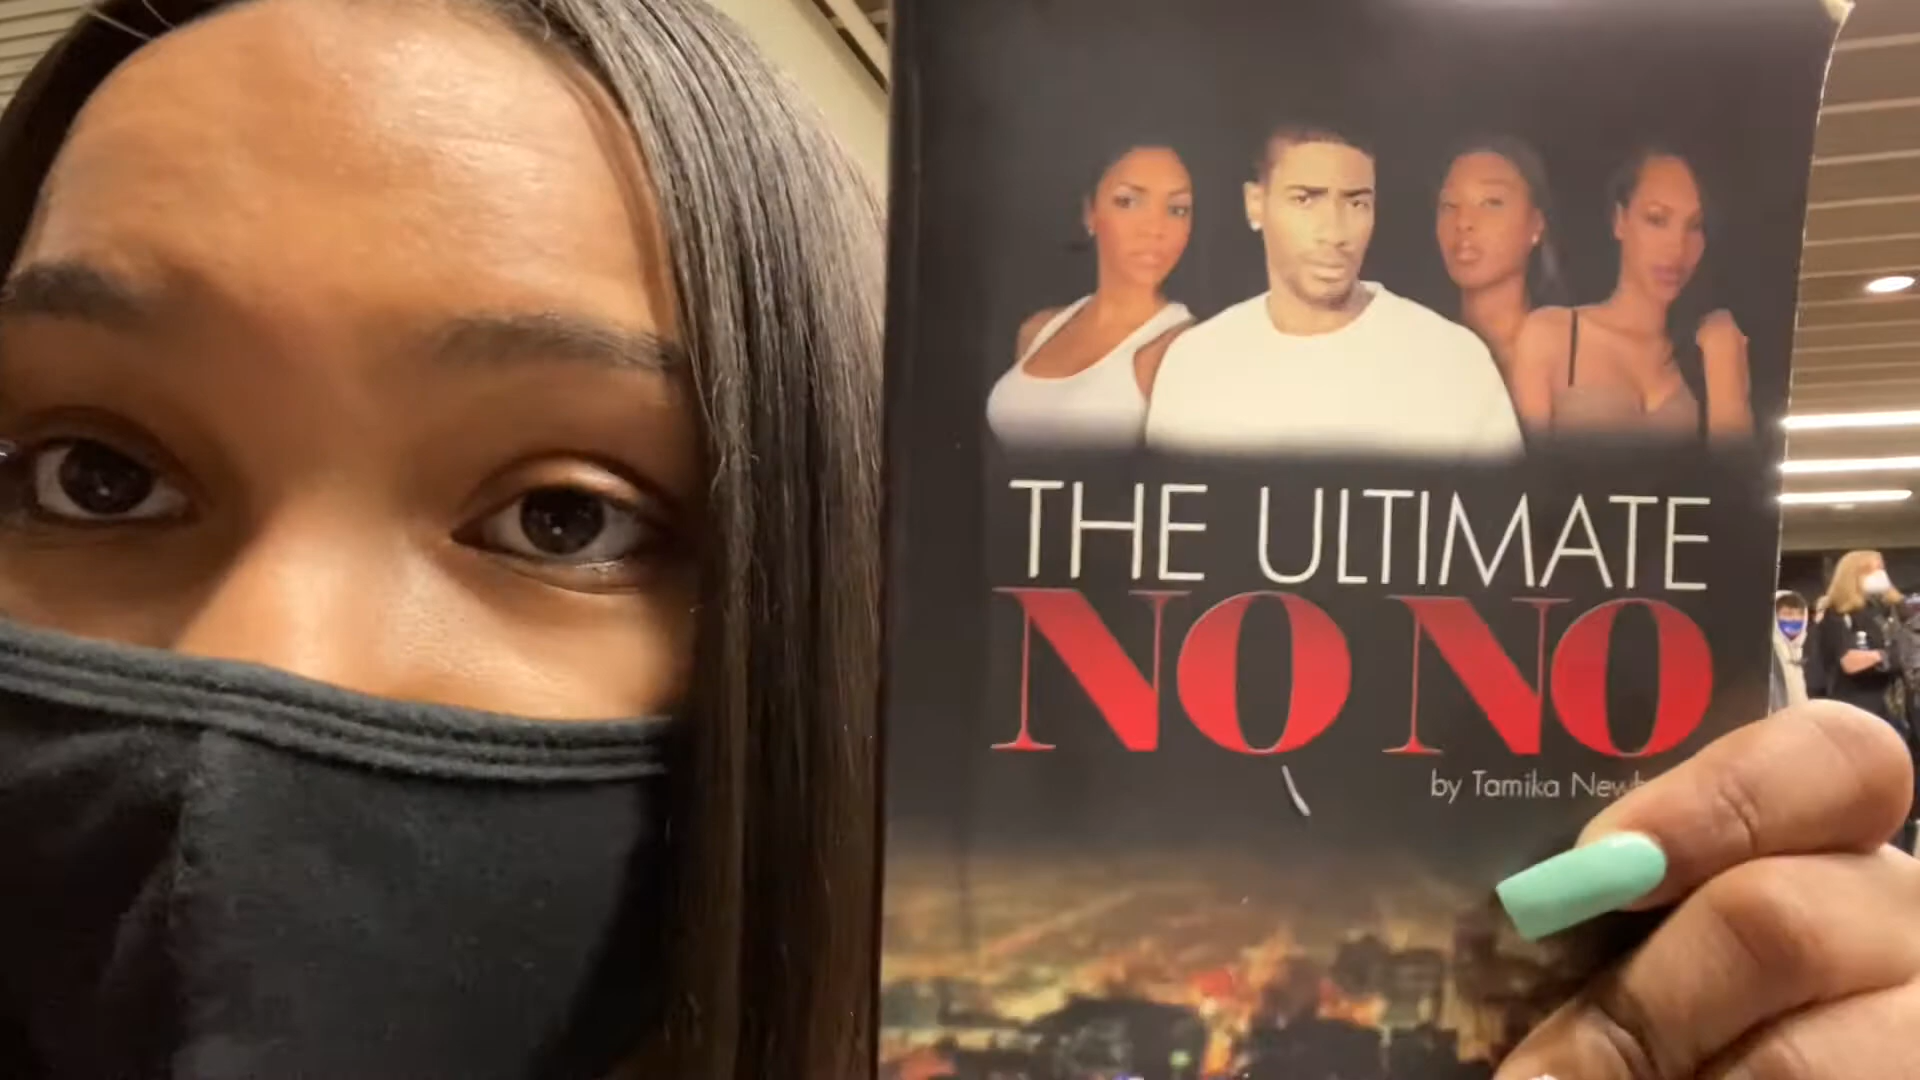 THE ULTIMATE
NO NO
by Tamika